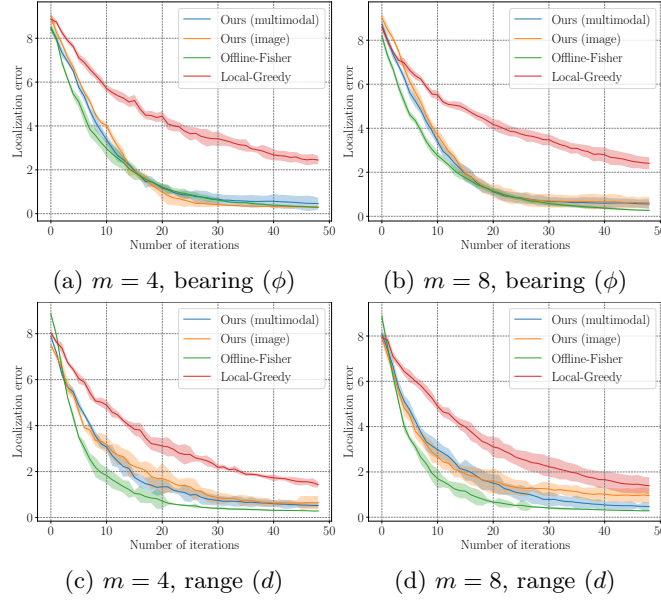 Localization error
8
6
4
2
0
0 10 20 30 40 50
Number of iterations
Ours (multimodal)
Ours (image)
Offline-Fisher
Local-Greedy
(a) m = 4, bearing (ϕ)
Localization error
8
6
4
2
0
0 10 20 30 40 50
Number of iterations
Ours (multimodal)
Ours (image)
Offline-Fisher
Local-Greedy
(b) m = 8, bearing (ϕ)
Localization error
8
6
4
2
0
0 10 20 30 40 50
Number of iterations
Ours (multimodal)
Ours (image)
Offline-Fisher
Local-Greedy
(c) m = 4, range (d)
Localization error
8
6
4
2
0
0 10 20 30 40 50
Number of iterations
Ours (multimodal)
Ours (image)
Offline-Fisher
Local-Greedy
(d) m = 8, range (d)